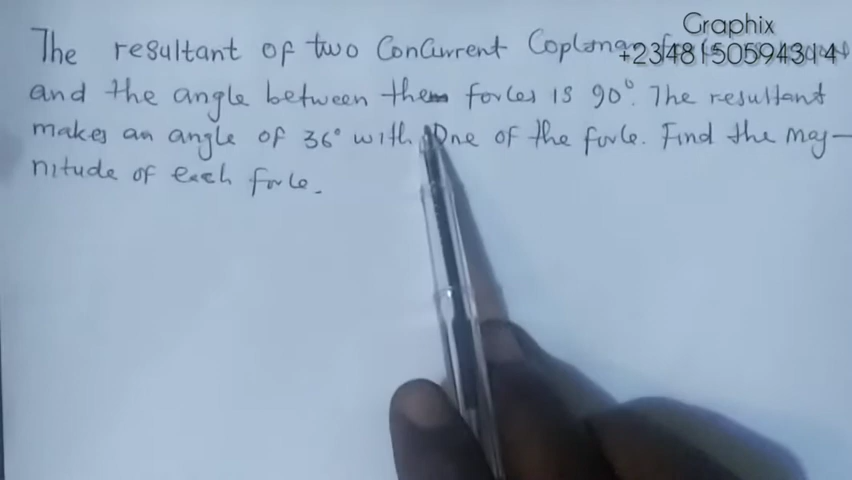 Graphix
+2348150594314
The resultant of two Concurrent Coplanar
and the angle between them forces is 90°. The resultant
makes an angle of 36° with One of the force. Find the mag-
nitude of each force.